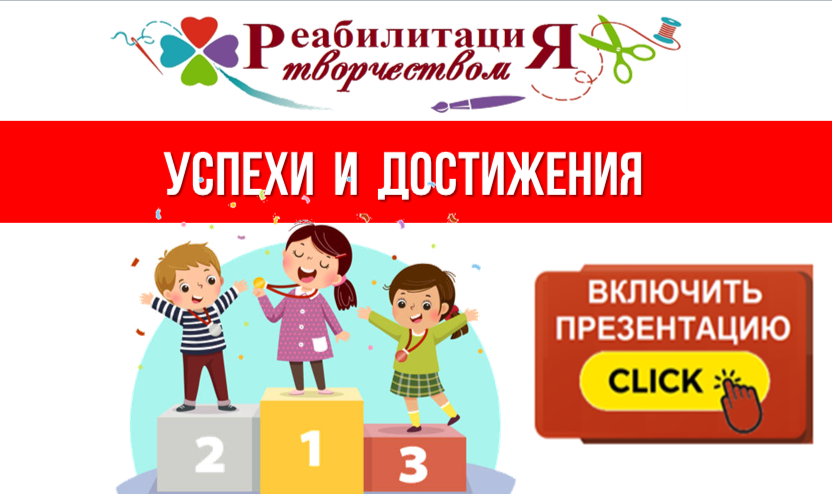 РеабилитациЯ
творчеством
УСПЕХИ И ДОСТИЖЕНИЯ
ВКЛЮЧИТЬ
ПРЕЗЕНТАЦИЮ
CLICK
2 1 3